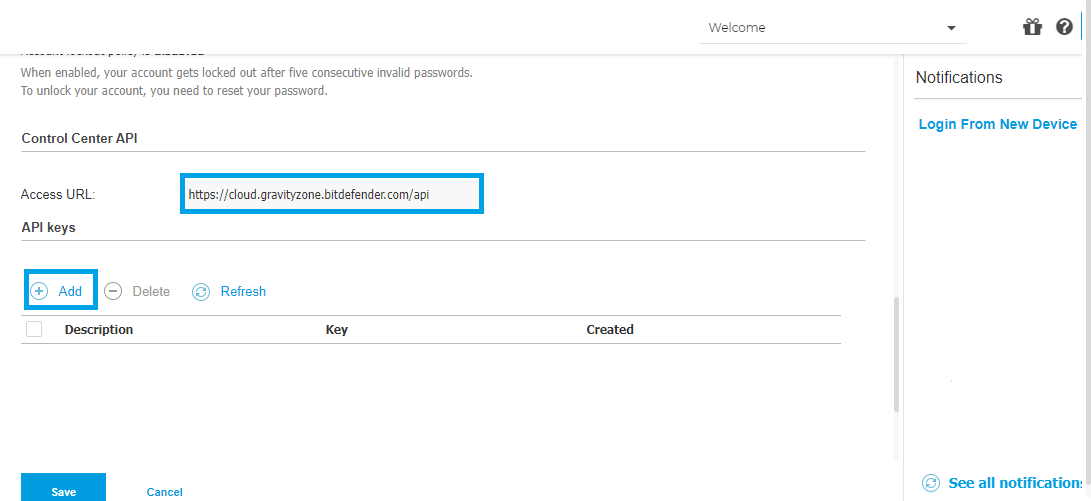 Welcome
When enabled, your account gets locked out after five consecutive invalid passwords.
To unlock your account, you need to reset your password.
Control Center API
Access URL:
https://cloud.gravityzone.bitdefender.com/api
API keys
Add
Delete
Refresh
Description
Key
Created
Save
Cancel
Notifications
Login From New Device
See all notification